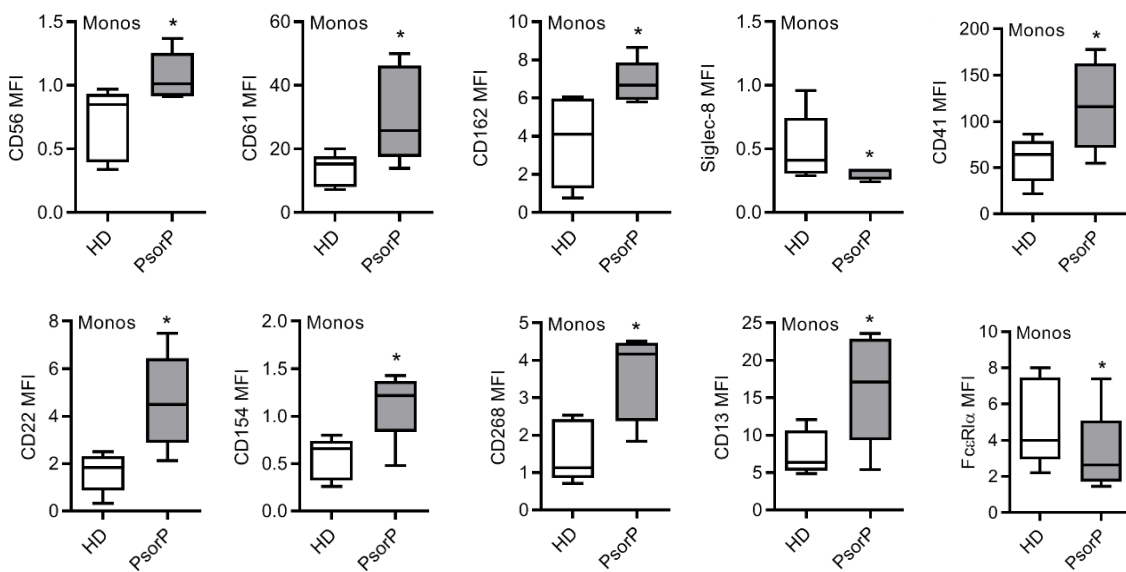 CD56 MFI
Monos
*
1.5
1.0
0.5
0.0
HD
PsorP
CD61 MFI
Monos
*
60
40
20
0
HD
PsorP
CD162 MFI
Monos
*
10
8
6
4
2
0
HD
PsorP
Siglec-8 MFI
Monos
*
1.5
1.0
0.5
0.0
HD
PsorP
CD41 MFI
Monos
*
200
150
100
50
0
HD
PsorP
CD22 MFI
Monos
*
8
6
4
2
0
HD
PsorP
CD154 MFI
Monos
*
2.0
1.5
1.0
0.5
0.0
HD
PsorP
CD268 MFI
Monos
*
5
4
3
2
1
0
HD
PsorP
CD13 MFI
Monos
*
25
20
15
10
5
0
HD
PsorP
FcεRIα MFI
Monos
*
10
8
6
4
2
0
HD
PsorP